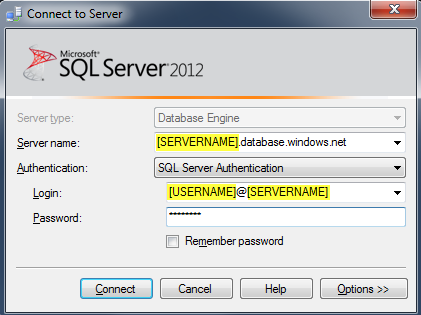 Connect to Server
Microsoft
SQL Server 2012
Server type: Database Engine
Server name: [SERVERNAME].database.windows.net
Authentication: SQL Server Authentication
Login: [USERNAME]@[SERVERNAME]
Password: ********
Remember password
Connect Cancel Help Options >>